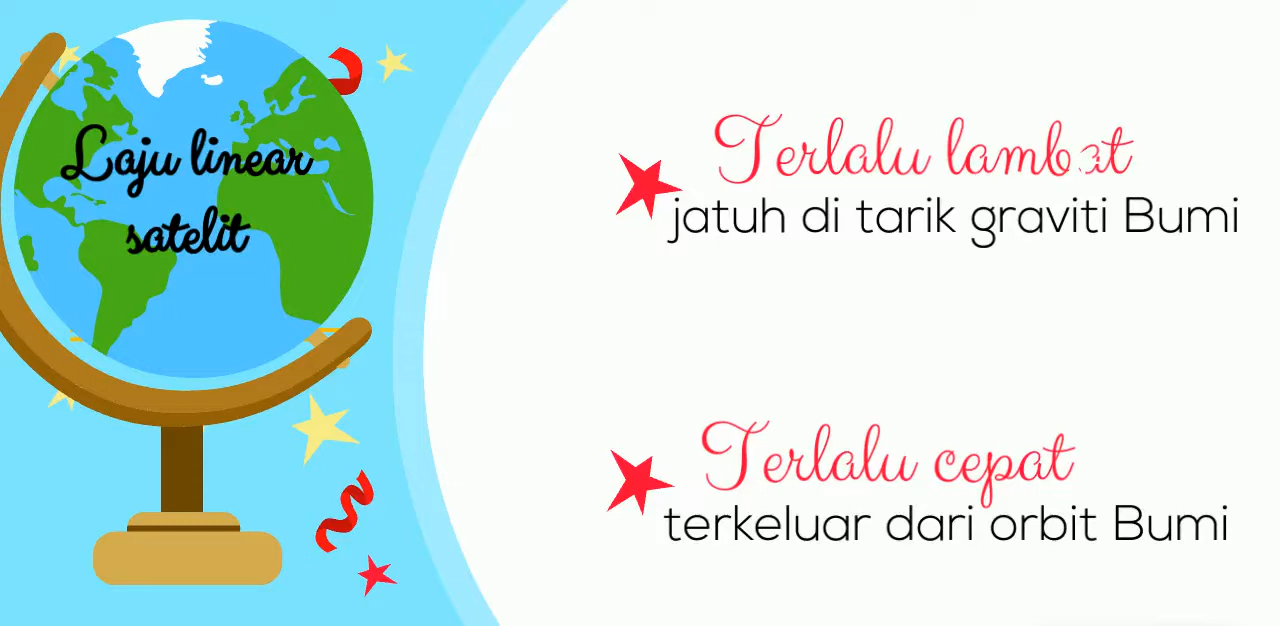 Laju linear
satelit
Terlalu lambat
jatuh di tarik graviti Bumi
Terlalu cepat
terkeluar dari orbit Bumi